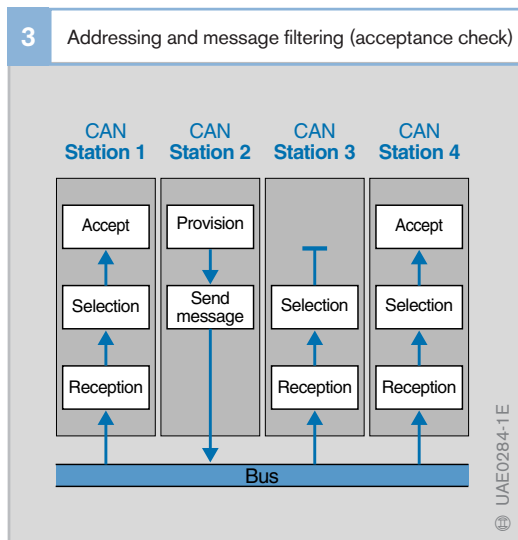 3 Addressing and message filtering (acceptance check)
CAN CAN CAN CAN
Station 1 Station 2 Station 3 Station 4
Accept Provision Accept
Selection Send message Selection Selection
Reception Reception Reception
Bus
UAE0284-1E